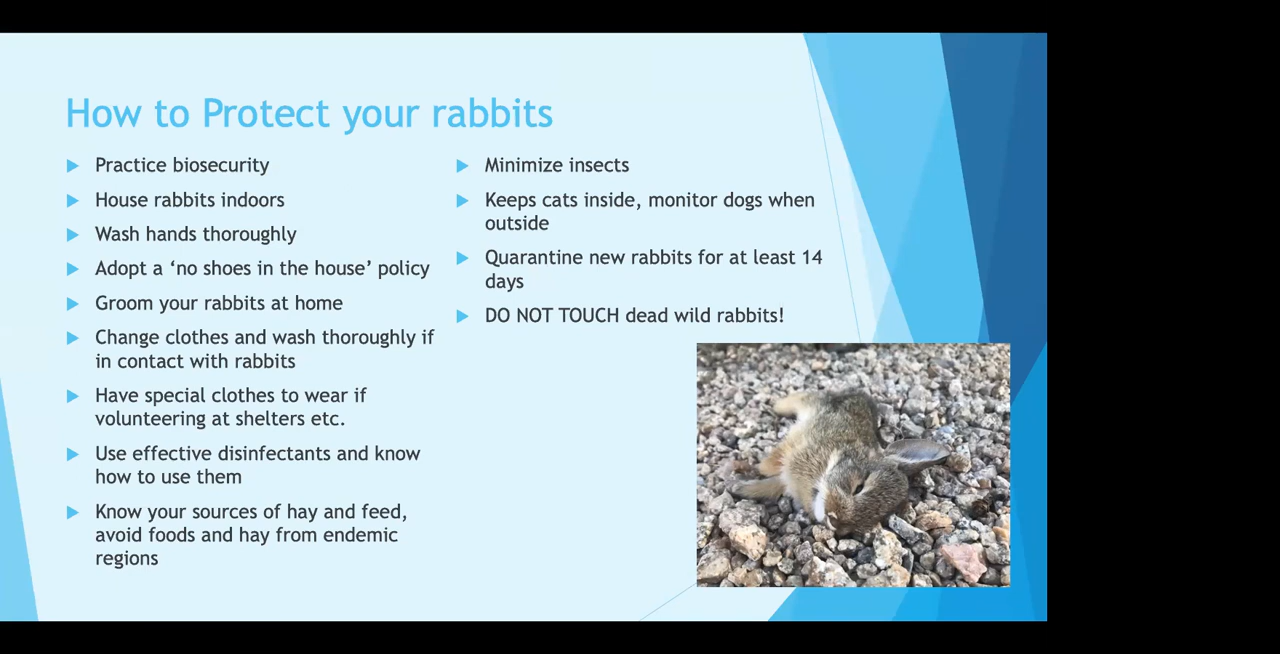 How to Protect your rabbits
Practice biosecurity
House rabbits indoors
Wash hands thoroughly
Adopt a ‘no shoes in the house’ policy
Groom your rabbits at home
Change clothes and wash thoroughly if
in contact with rabbits
Have special clothes to wear if
volunteering at shelters etc.
Use effective disinfectants and know
how to use them
Know your sources of hay and feed,
avoid foods and hay from endemic
regions
Minimize insects
Keeps cats inside, monitor dogs when
outside
Quarantine new rabbits for at least 14
days
DO NOT TOUCH dead wild rabbits!